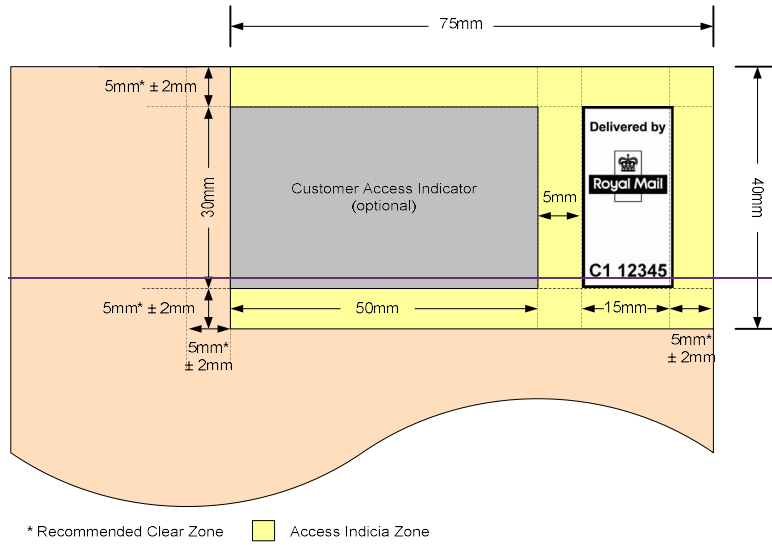 75mm
5mm* ± 2mm
Delivered by
Royal Mail
C1 12345
Customer Access Indicator
(optional)
30mm
5mm
40mm
5mm* ± 2mm
50mm
15mm
5mm*
± 2mm
5mm*
± 2mm
* Recommended Clear Zone
Access Indicia Zone